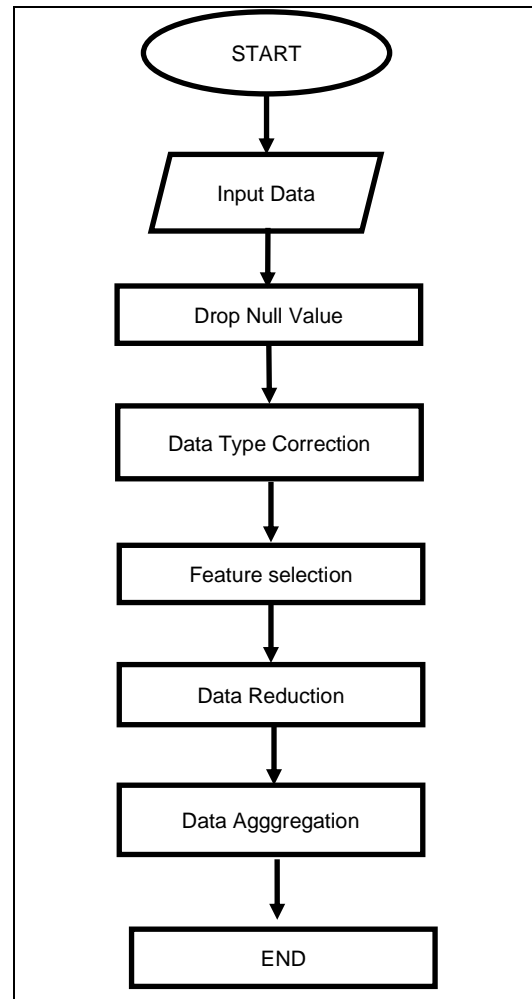 START
Input Data
Drop Null Value
Data Type Correction
Feature selection
Data Reduction
Data Agggregation
END